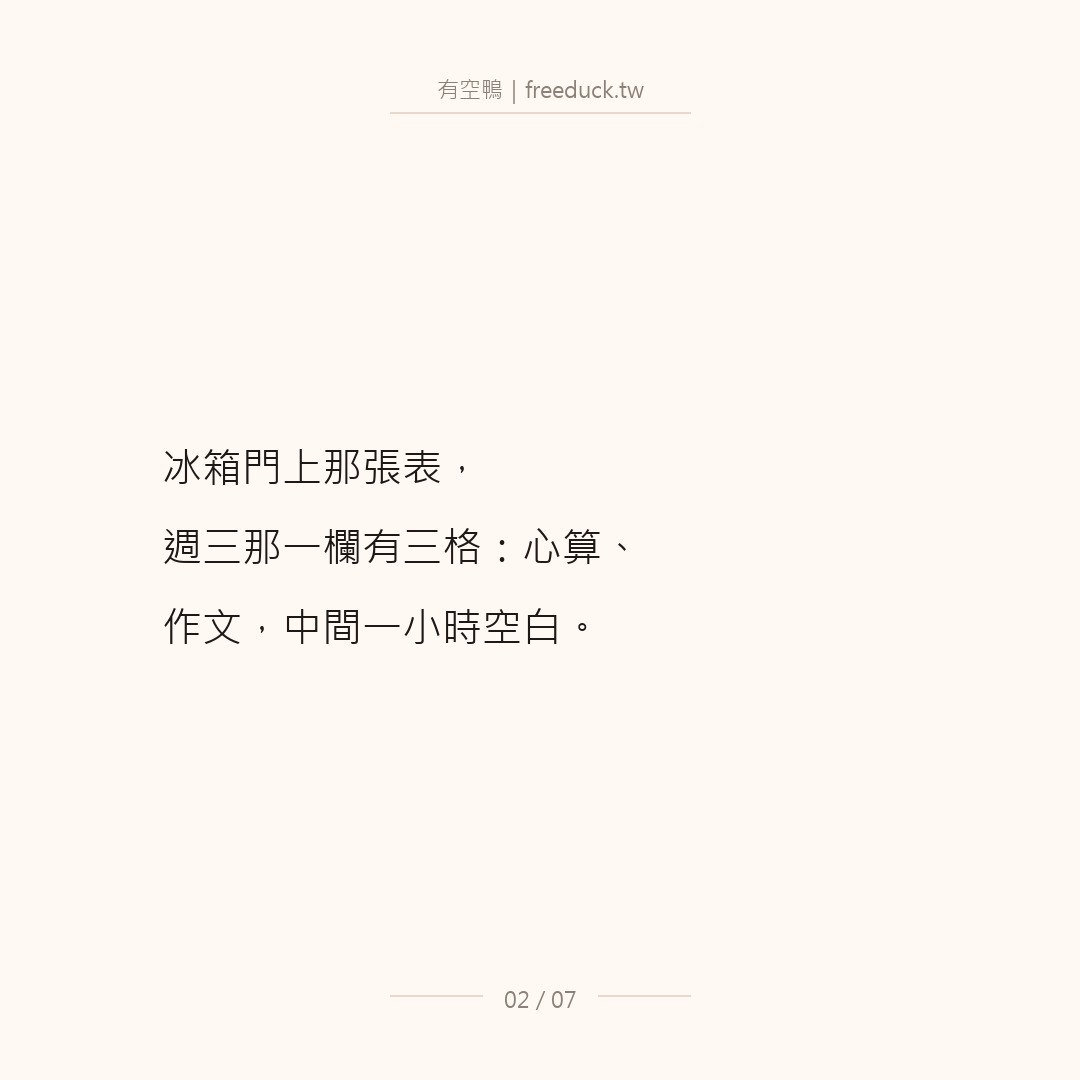 有空鴨｜freeduck.tw
冰箱門上那張表，
週三那一欄有三格：心算、
作文，中間一小時空白。
02 / 07